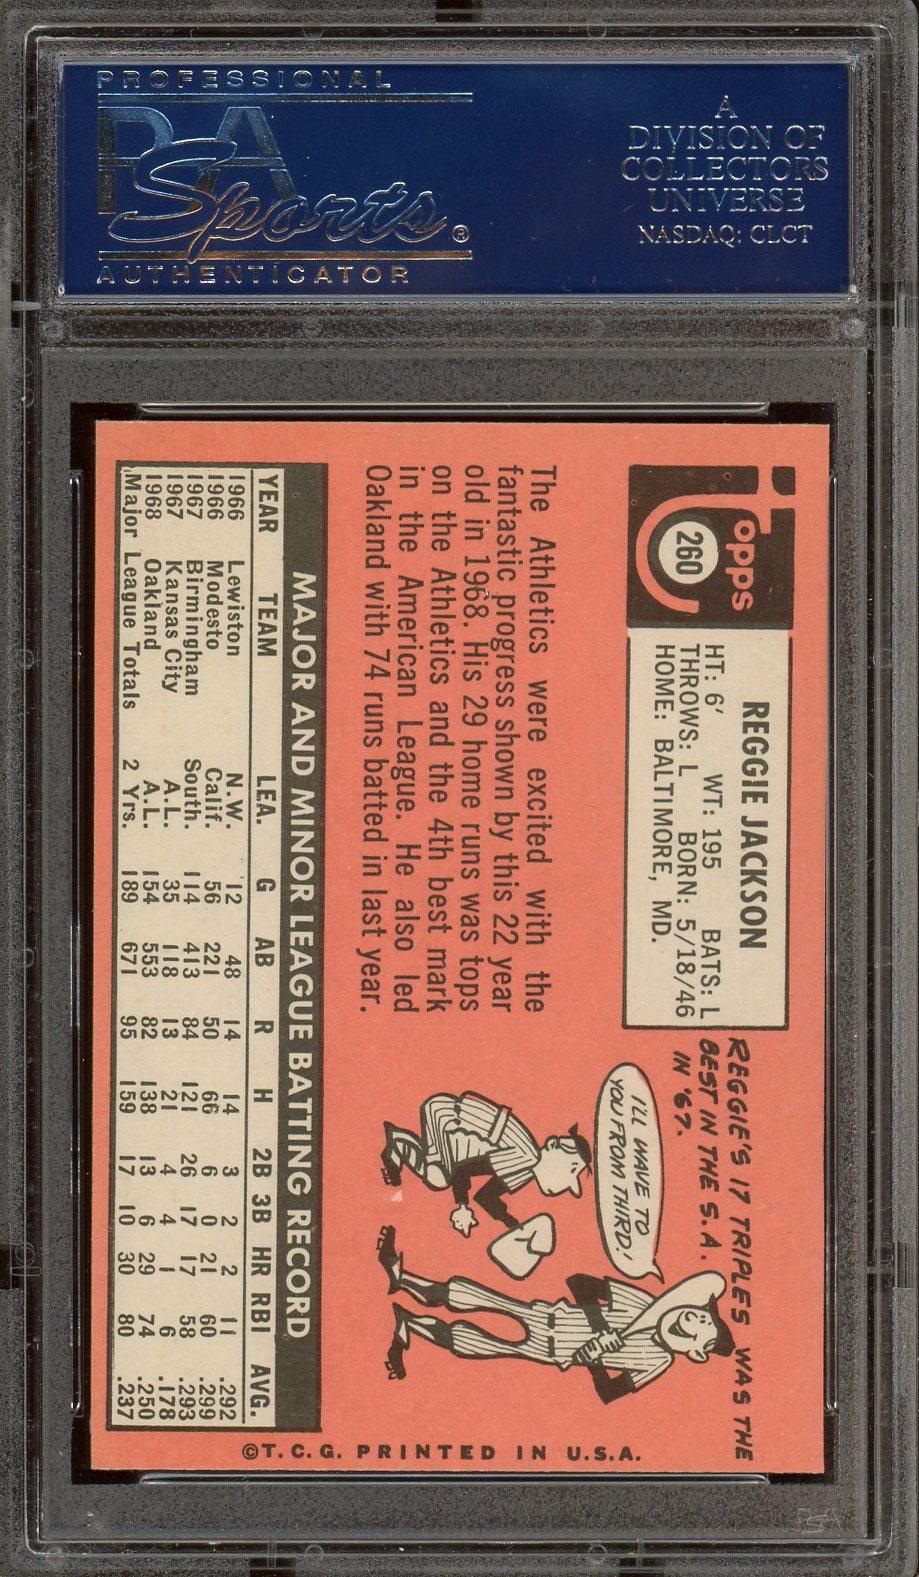 PROFESSIONAL
PSA
Sports®
AUTHENTICATOR
A
DIVISION OF
COLLECTORS
UNIVERSE
NASDAQ: CLCT
Topps
260
REGGIE JACKSON
HT: 6' WT: 195 BATS: L
THROWS: L BORN: 5/18/46
HOME: BALTIMORE, MD.
REGGIE'S 17 TRIPLES WAS THE
BEST IN THE S.A.
IN '67.
I'LL WAVE TO
YOU FROM THIRD!
The Athletics were excited with the
fantastic progress shown by this 22 year
old in 1968. His 29 home runs was tops
on the Athletics and the 4th best mark
in the American League. He also led
Oakland with 74 runs batted in last year.
MAJOR AND MINOR LEAGUE BATTING RECORD
YEAR TEAM LEA. G AB R H 2B 3B HR RBI AVG.
1966 Lewiston N.W. 12 48 14 14 3 2 2 11 .292
1966 Modesto Calif. 56 221 50 66 6 0 21 60 .299
1967 Birmingham South. 114 413 84 121 26 17 17 58 .293
1967 Kansas City A.L. 35 118 13 21 4 4 1 6 .178
1968 Oakland A.L. 154 553 82 138 13 6 29 74 .250
Major League Totals 2 Yrs. 189 671 95 159 17 10 30 80 .237
©T.C.G. PRINTED IN U.S.A.
PSA